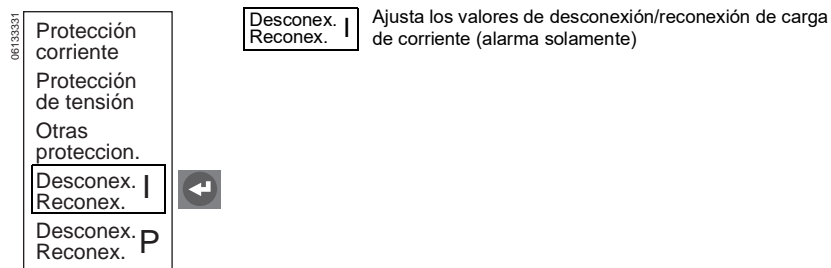 06133331
Protección
corriente
Protección
de tensión
Otras
proteccion.
Desconex. I
Reconex.
Desconex. P
Reconex.
Desconex. I
Reconex.
Ajusta los valores de desconexión/reconexión de carga
de corriente (alarma solamente)